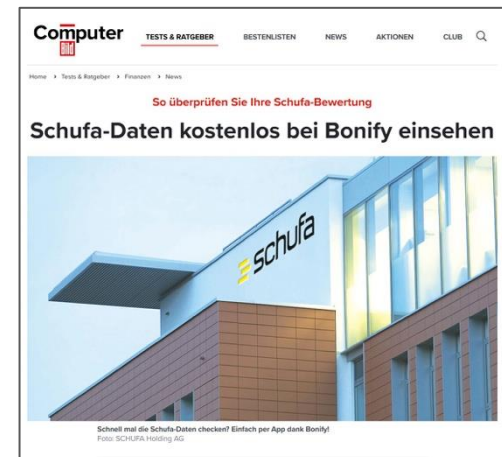 Computer
Bild
TESTS & RATGEBER BESTENLISTEN NEWS AKTIONEN CLUB
Home > Tests & Ratgeber > Finanzen > News
So überprüfen Sie Ihre Schufa-Bewertung
Schufa-Daten kostenlos bei Bonify einsehen
schufa
Schnell mal die Schufa-Daten checken? Einfach per App dank Bonify!
Foto: SCHUFA Holding AG